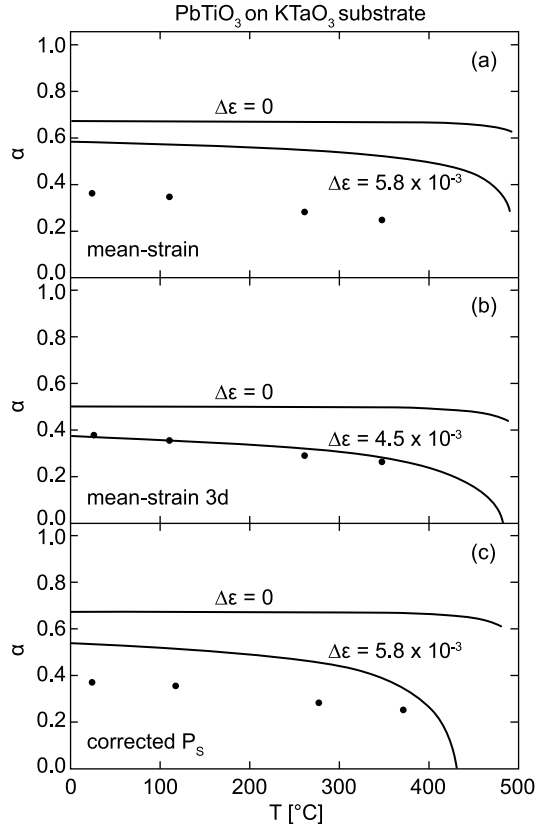 PbTiO₃ on KTaO₃ substrate
(a)
1.0
0.8
0.6
0.4
0.2
0.0
α
Δε = 0
Δε = 5.8 x 10⁻³
mean-strain
(b)
1.0
0.8
0.6
0.4
0.2
0.0
α
Δε = 0
Δε = 4.5 x 10⁻³
mean-strain 3d
(c)
1.0
0.8
0.6
0.4
0.2
0.0
α
Δε = 0
Δε = 5.8 x 10⁻³
corrected Pₛ
0 100 200 300 400 500
T [°C]